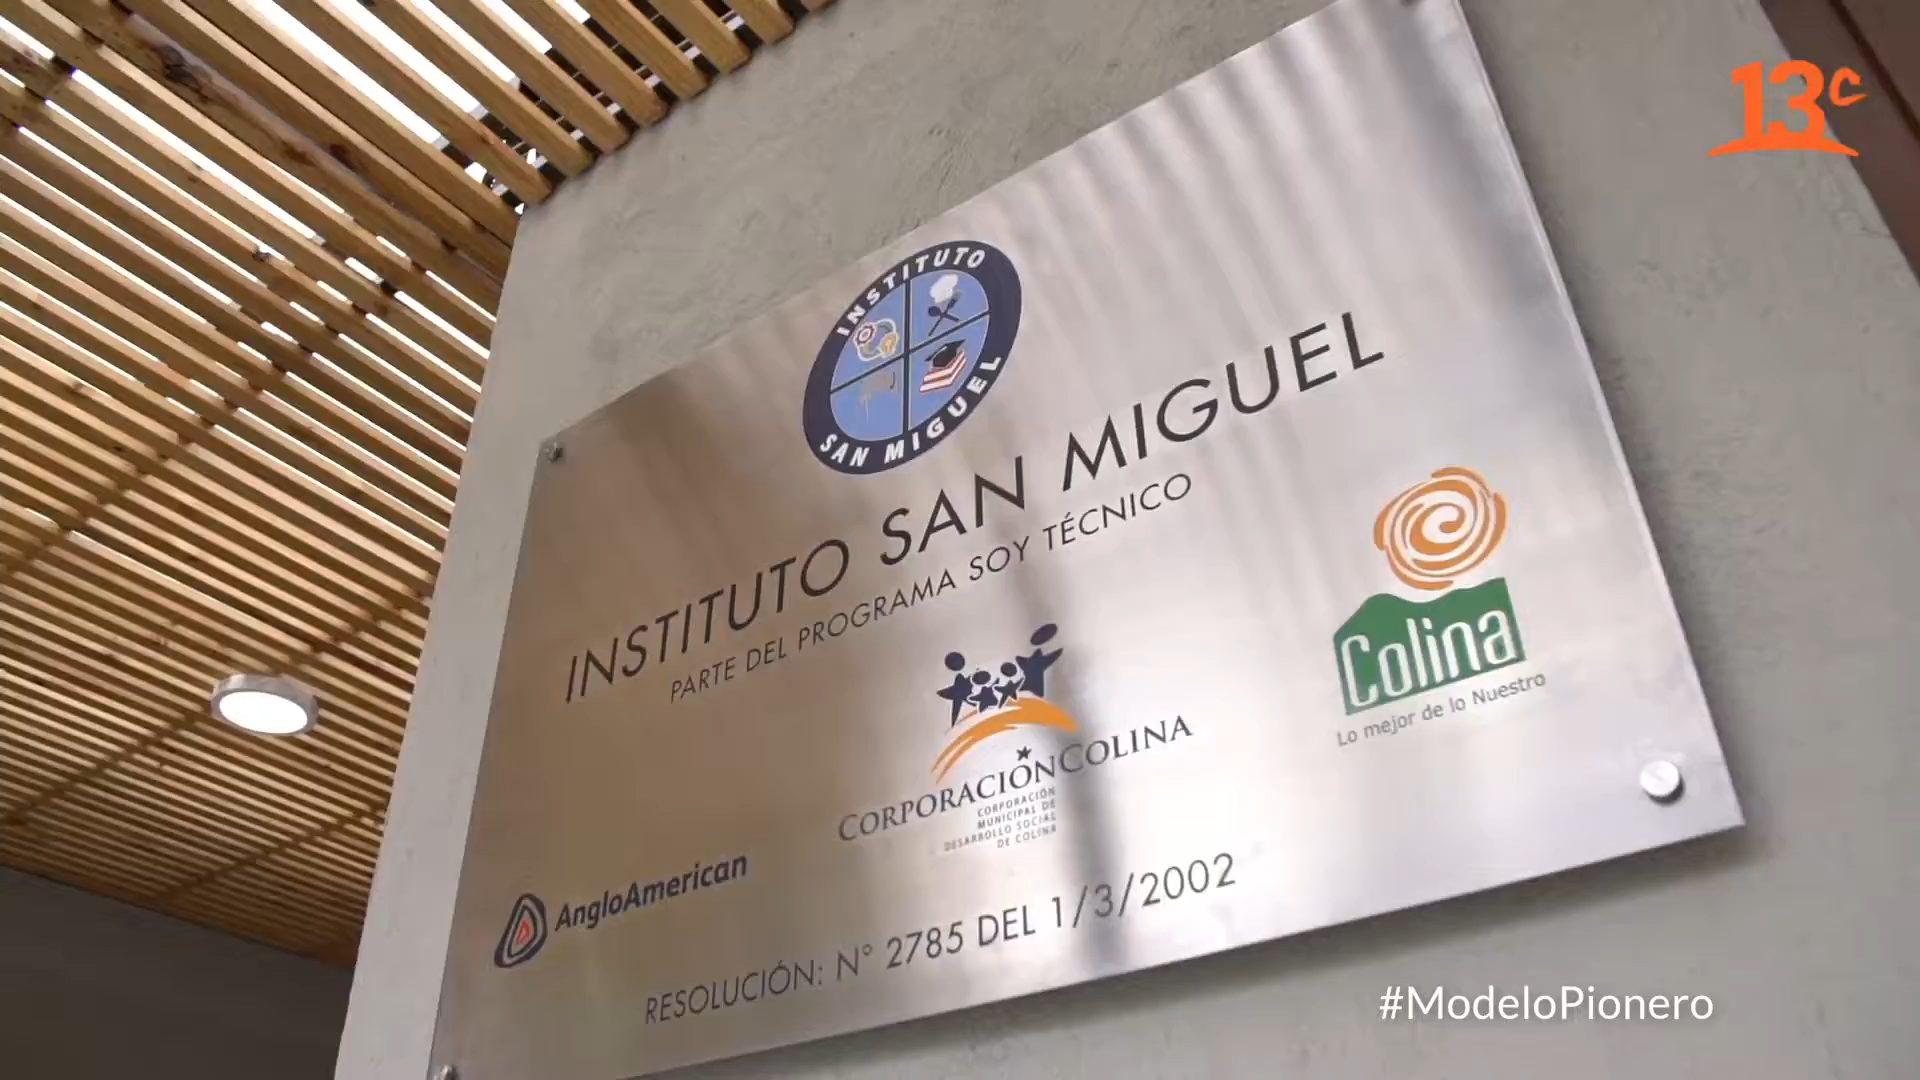 13c
INSTITUTO
SAN MIGUEL
INSTITUTO SAN MIGUEL
PARTE DEL PROGRAMA SOY TÉCNICO
Colina
Lo mejor de lo Nuestro
CORPORACIÓNCOLINA
CORPORACIÓN
MUNICIPAL DE
DESARROLLO SOCIAL
DE COLINA
AngloAmerican
RESOLUCIÓN: N° 2785 DEL 1/3/2002
#ModeloPionero